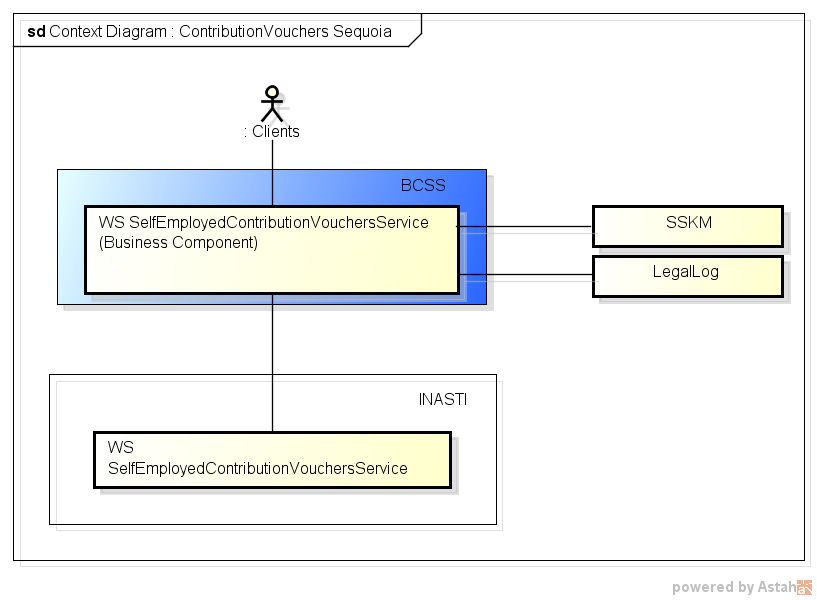 sd Context Diagram : ContributionVouchers Sequoia
: Clients
BCSS
WS SelfEmployedContributionVouchersService
(Business Component)
SSKM
LegalLog
INASTI
WS
SelfEmployedContributionVouchersService
powered by Astah